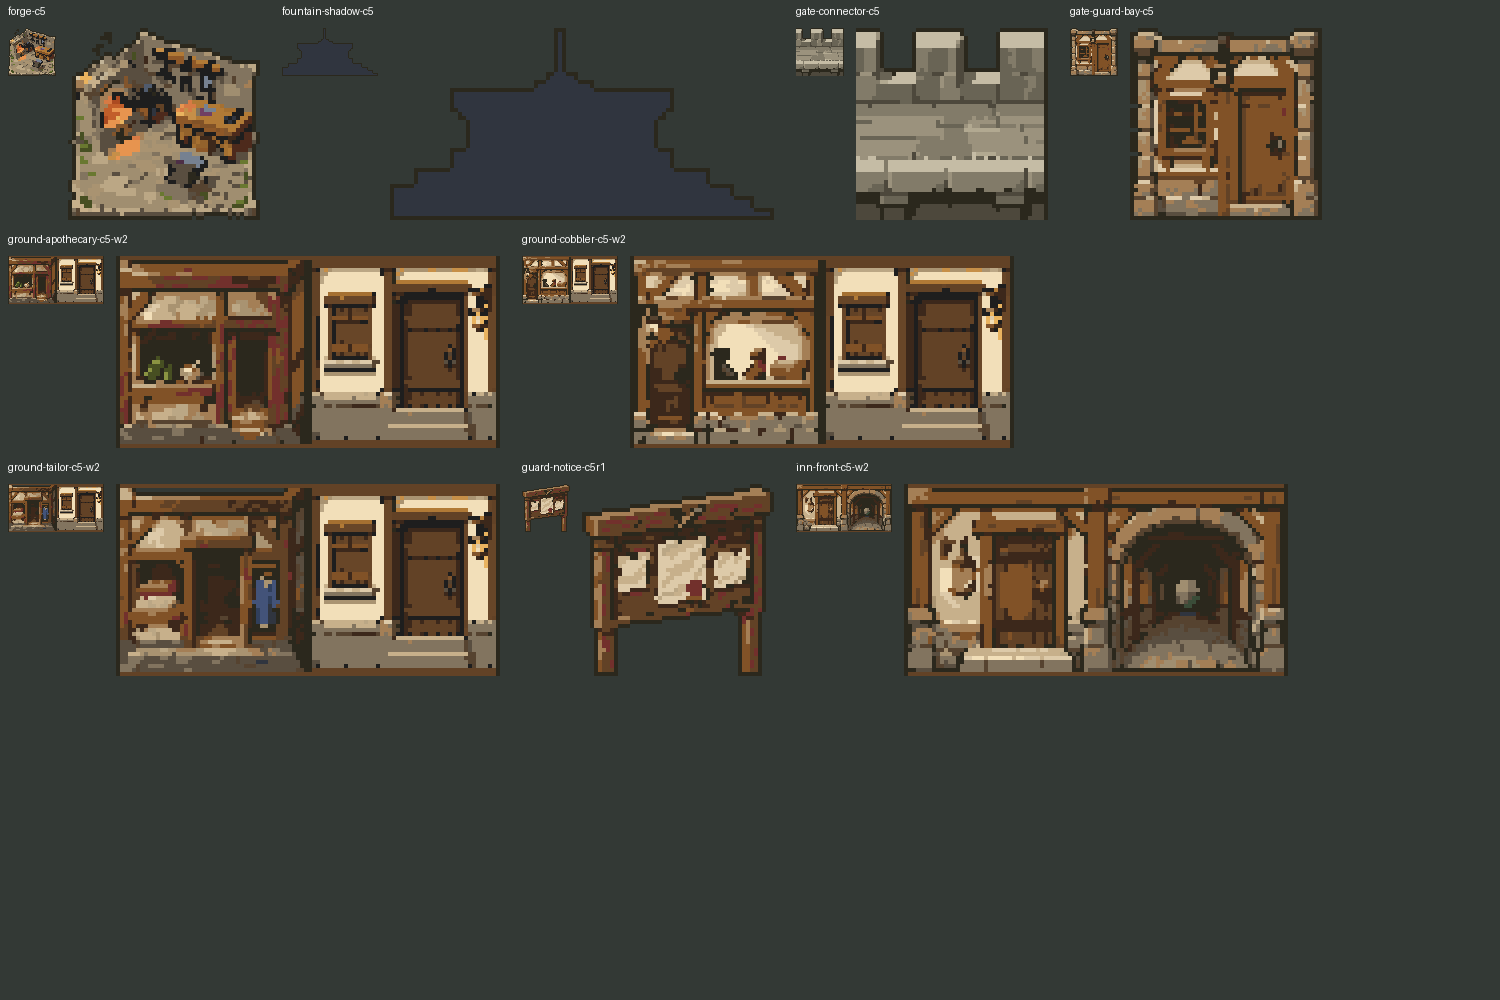 forge-c5
fountain-shadow-c5
gate-connector-c5
gate-guard-bay-c5
ground-apothecary-c5-w2
ground-cobbler-c5-w2
ground-tailor-c5-w2
guard-notice-c5r1
inn-front-c5-w2